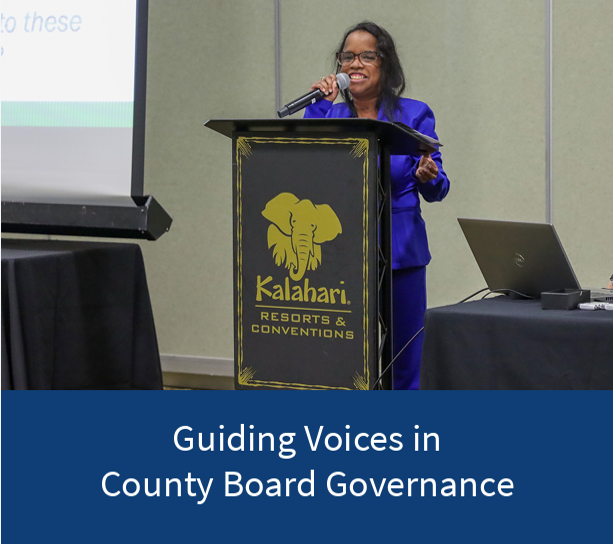 to these
Kalahari.
RESORTS &
CONVENTIONS
Guiding Voices in
County Board Governance